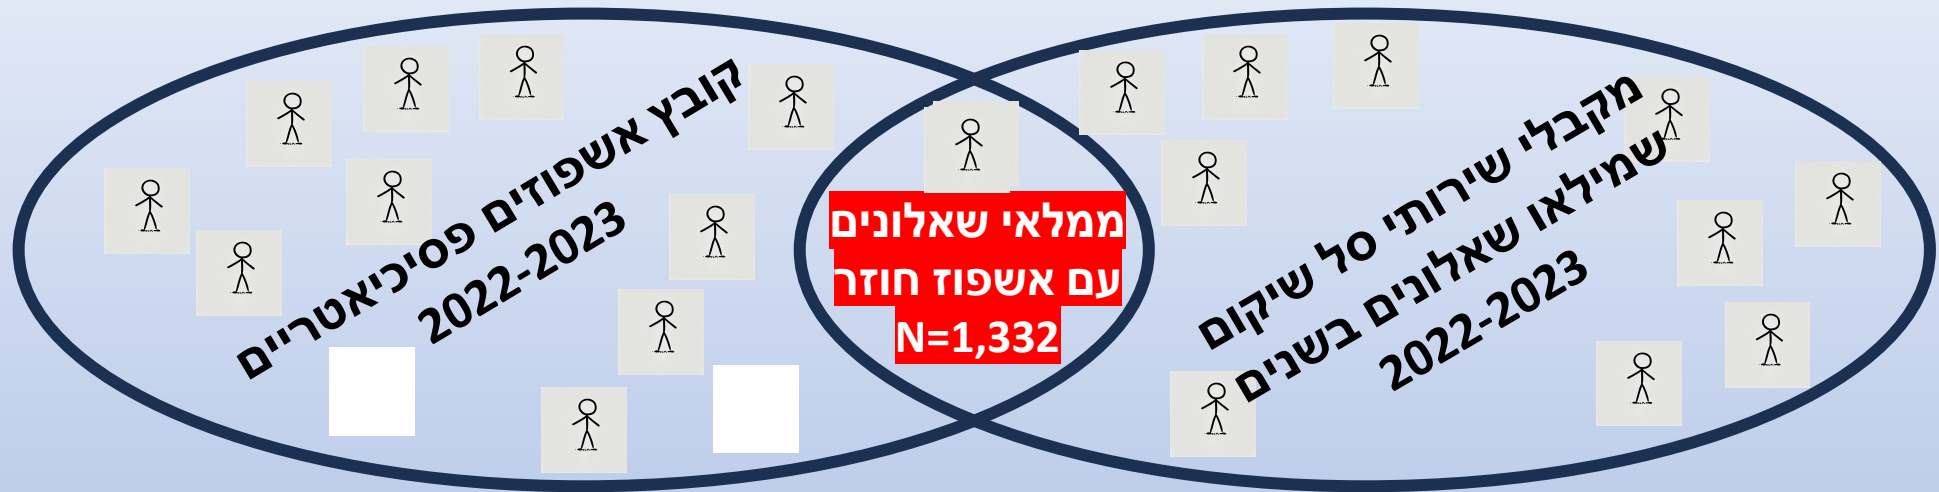 קובץ אשפוזים פסיכיאטריים
2022-2023
ממלאי שאלונים
עם אשפוז חוזר
N=1,332
מקבלי שירותי סל שיקום
שמילאו שאלונים בשנים
2022-2023